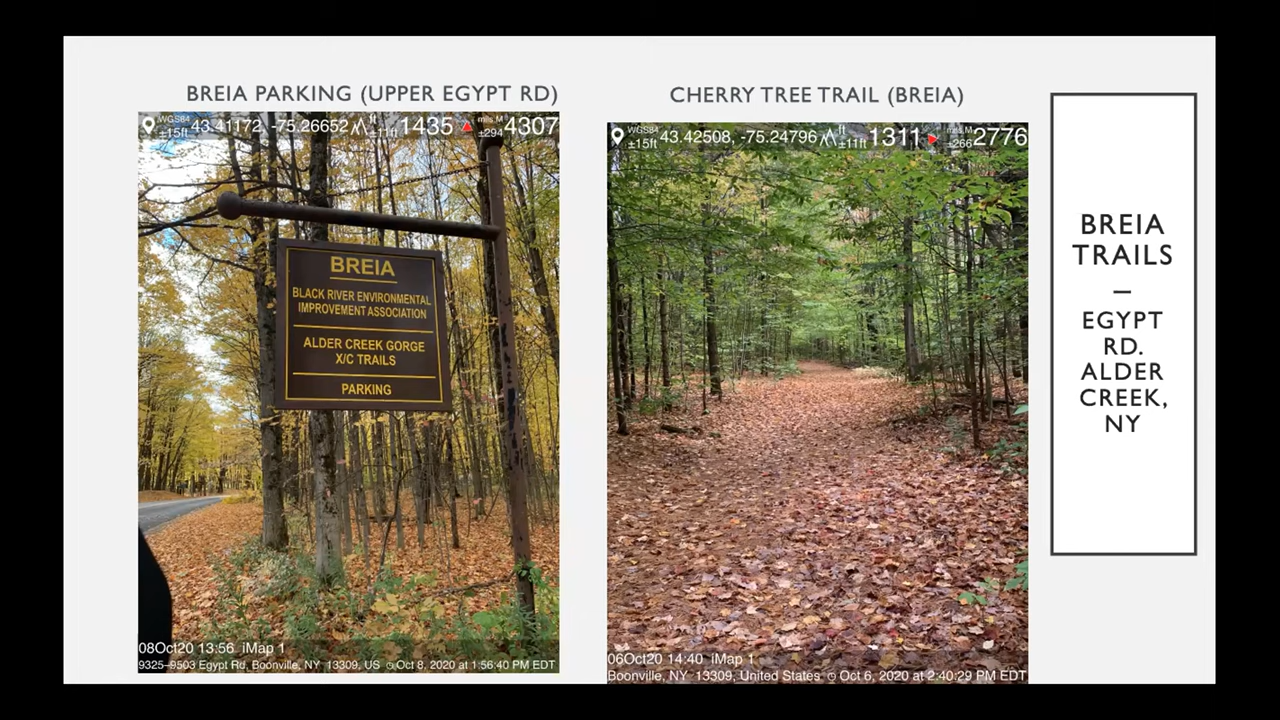 BREIA PARKING (UPPER EGYPT RD)
WGS84 ±15ft 43.41172, -75.26652 ft ±11ft 1435 mils.M ±294 4307
BREIA
BLACK RIVER ENVIRONMENTAL
IMPROVEMENT ASSOCIATION
ALDER CREEK GORGE
X/C TRAILS
PARKING
08Oct20 13:56 iMap 1
9325–9503 Egypt Rd, Boonville, NY 13309, US Oct 8, 2020 at 1:56:40 PM EDT
CHERRY TREE TRAIL (BREIA)
WGS84 ±15ft 43.42508, -75.24796 ft ±11ft 1311 mils.M ±266 2776
06Oct20 14:40 iMap 1
Boonville, NY 13309, United States Oct 6, 2020 at 2:40:29 PM EDT
BREIA
TRAILS
–
EGYPT
RD.
ALDER
CREEK,
NY